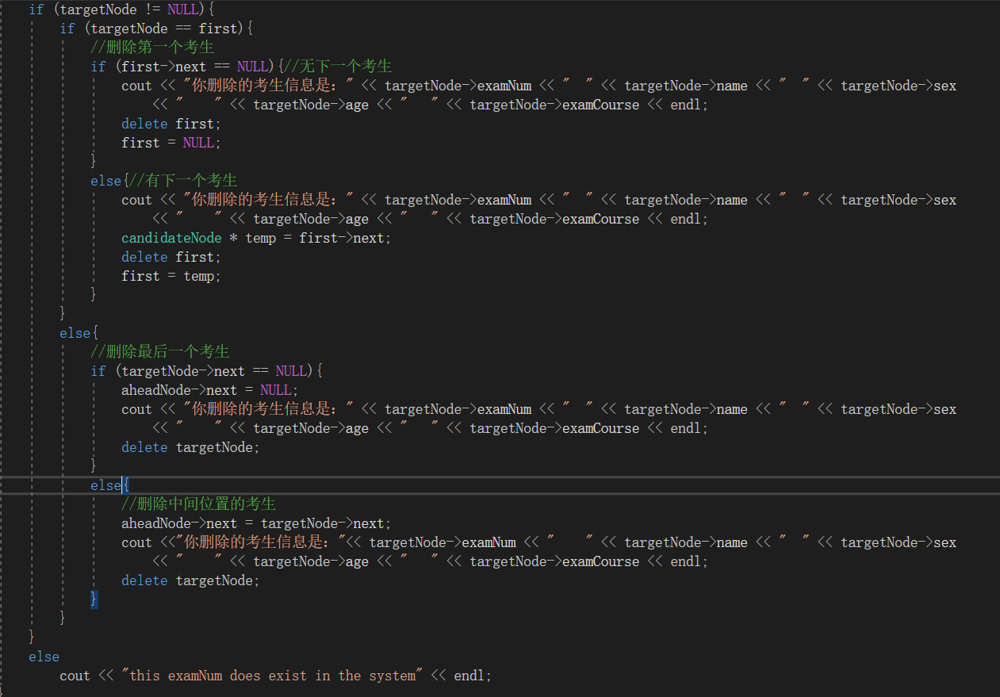 if (targetNode != NULL){
if (targetNode == first){
//删除第一个考生
if (first->next == NULL){//无下一个考生
cout << "你删除的考生信息是：" << targetNode->examNum << "  " << targetNode->name << "  " << targetNode->sex
<< "    " << targetNode->age << "   " << targetNode->examCourse << endl;
delete first;
first = NULL;
}
else{//有下一个考生
cout << "你删除的考生信息是：" << targetNode->examNum << "  " << targetNode->name << "  " << targetNode->sex
<< "    " << targetNode->age << "   " << targetNode->examCourse << endl;
candidateNode * temp = first->next;
delete first;
first = temp;
}
}
else{
//删除最后一个考生
if (targetNode->next == NULL){
aheadNode->next = NULL;
cout << "你删除的考生信息是：" << targetNode->examNum << "  " << targetNode->name << "  " << targetNode->sex
<< "    " << targetNode->age << "   " << targetNode->examCourse << endl;
delete targetNode;
}
else{
//删除中间位置的考生
aheadNode->next = targetNode->next;
cout <<"你删除的考生信息是："<< targetNode->examNum << "    " << targetNode->name << "  " << targetNode->sex
<< "    " << targetNode->age << "   " << targetNode->examCourse << endl;
delete targetNode;
}
}
}
else
cout << "this examNum does exist in the system" << endl;
}